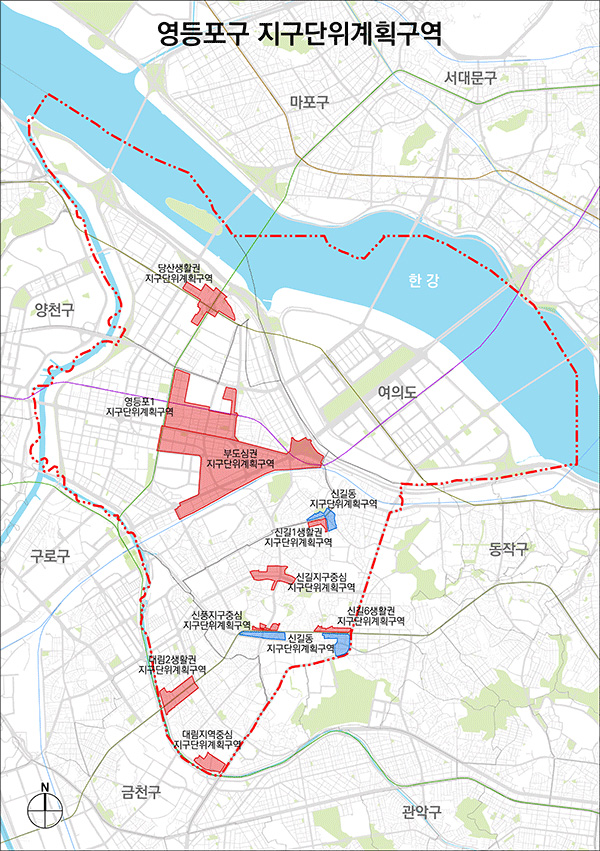 영등포구 지구단위계획구역
서대문구
마포구
한강
당산생활권
지구단위계획구역
양천구
여의도
영등포1
지구단위계획구역
부도심권
지구단위계획구역
신길동
지구단위계획구역
신길1생활권
지구단위계획구역
구로구
동작구
신길지구중심
지구단위계획구역
신풍지구중심
지구단위계획구역
신길6생활권
지구단위계획구역
신길동
지구단위계획구역
대림2생활권
지구단위계획구역
대림지역중심
지구단위계획구역
N
금천구
관악구